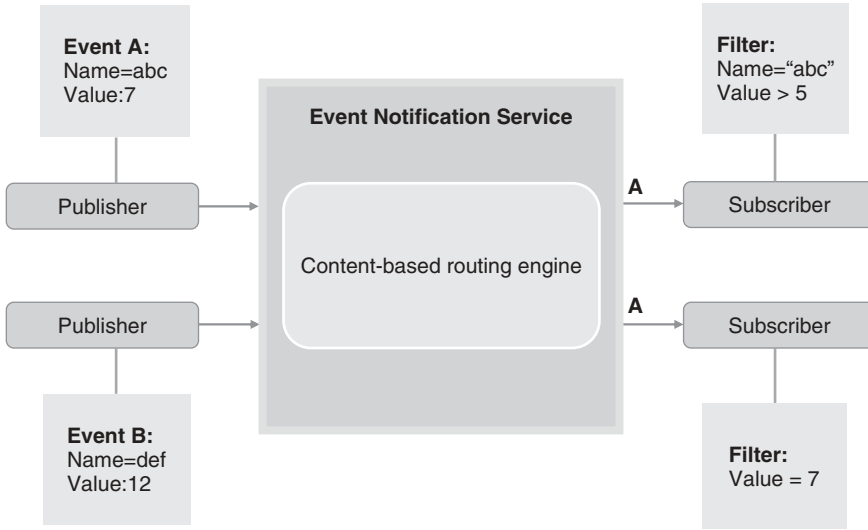 Event A:
Name=abc
Value:7
Filter:
Name=“abc”
Value > 5
Event Notification Service
Publisher
A
Subscriber
Content-based routing engine
Publisher
A
Subscriber
Event B:
Name=def
Value:12
Filter:
Value = 7